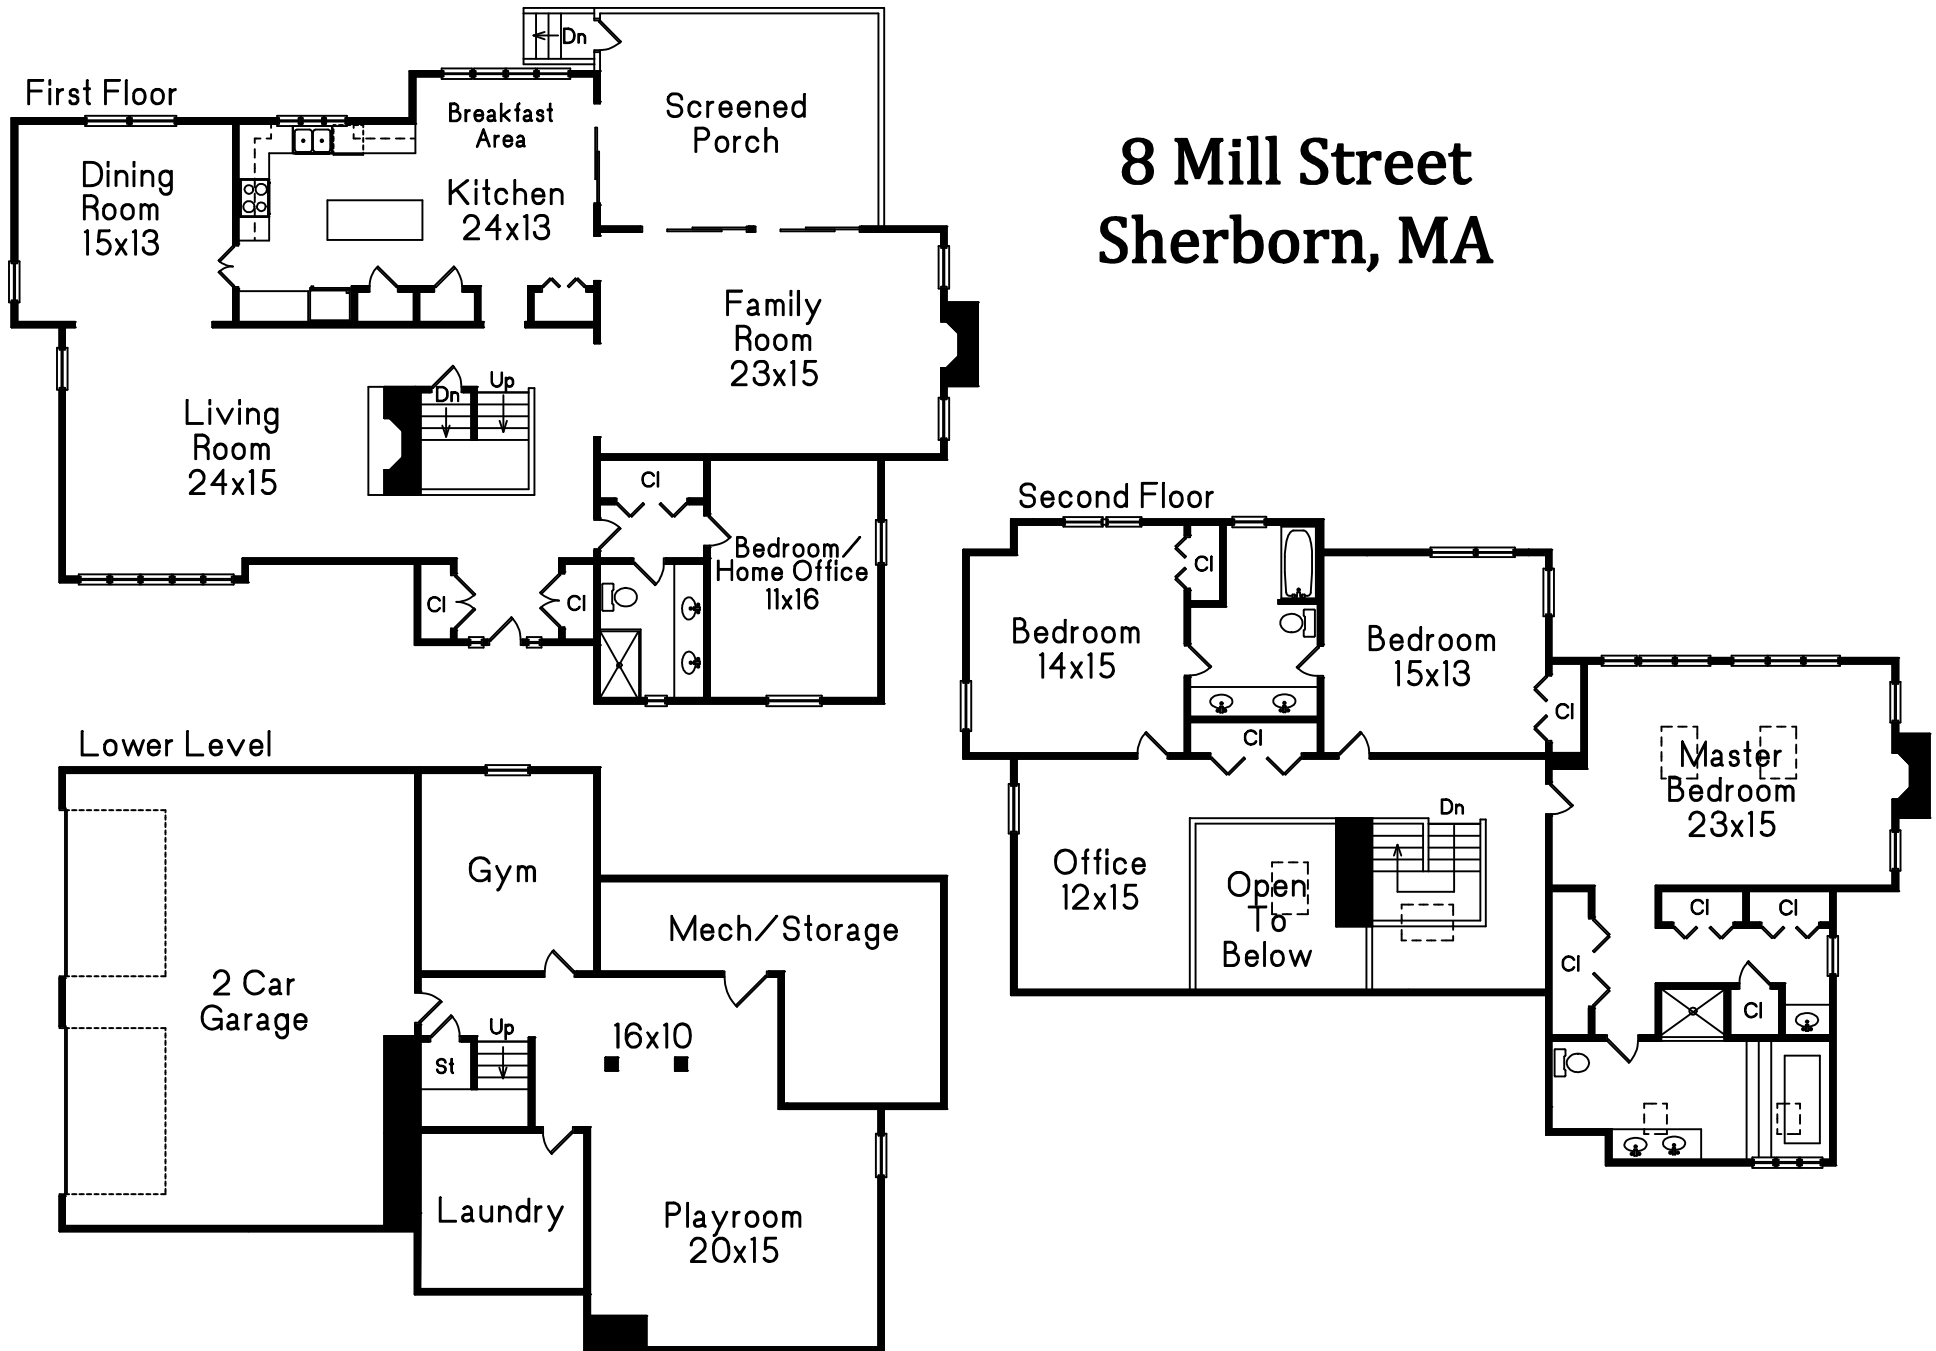 8 Mill Street
Sherborn, MA
First Floor
Dn
Screened
Porch
Breakfast
Area
Kitchen
24x13
Dining
Room
15x13
Family
Room
23x15
Up
Dn
Living
Room
24x15
Cl
Bedroom/
Home Office
11x16
Cl
Cl
Second Floor
Cl
Bedroom
14x15
Bedroom
15x13
Cl
Cl
Master
Bedroom
23x15
Dn
Office
12x15
Open
To
Below
Cl
Cl
Cl
Cl
Lower Level
Gym
Mech/Storage
2 Car
Garage
Up
16x10
St
Laundry
Playroom
20x15